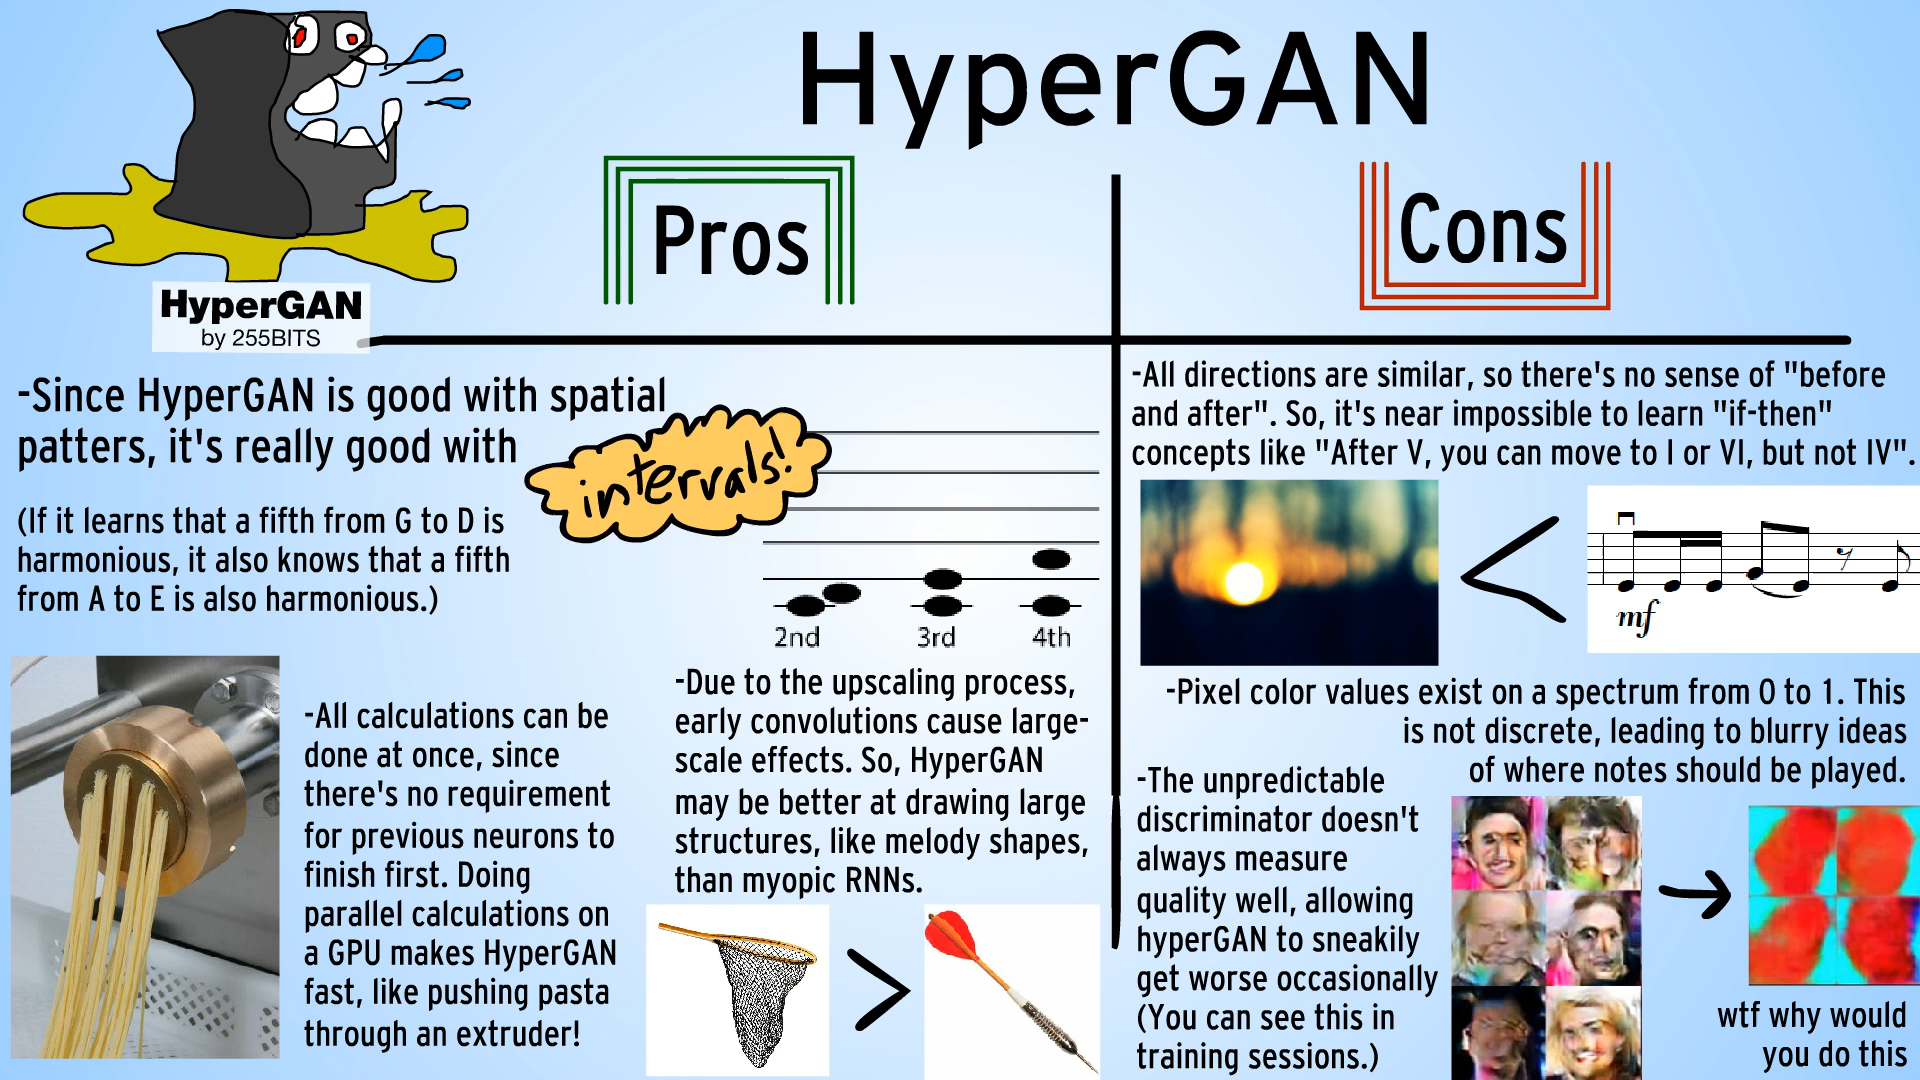 HyperGAN
Pros
Cons
HyperGAN
by 255BITS
-Since HyperGAN is good with spatial
patters, it's really good with
intervals!
(If it learns that a fifth from G to D is
harmonious, it also knows that a fifth
from A to E is also harmonious.)
2nd 3rd 4th
-All calculations can be
done at once, since
there's no requirement
for previous neurons to
finish first. Doing
parallel calculations on
a GPU makes HyperGAN
fast, like pushing pasta
through an extruder!
-Due to the upscaling process,
early convolutions cause large-
scale effects. So, HyperGAN
may be better at drawing large
structures, like melody shapes,
than myopic RNNs.
>
-All directions are similar, so there's no sense of "before
and after". So, it's near impossible to learn "if-then"
concepts like "After V, you can move to I or VI, but not IV".
<
mf
-Pixel color values exist on a spectrum from 0 to 1. This
is not discrete, leading to blurry ideas
of where notes should be played.
-The unpredictable
discriminator doesn't
always measure
quality well, allowing
hyperGAN to sneakily
get worse occasionally
(You can see this in
training sessions.)
wtf why would
you do this